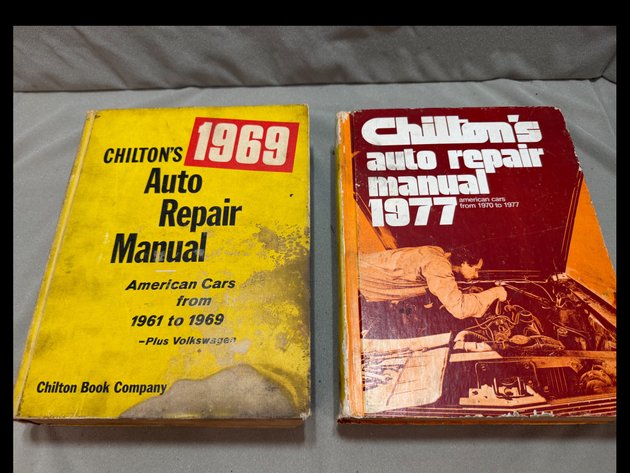 CHILTON'S 1969
Auto
Repair
Manual
American Cars
from
1961 to 1969
-Plus Volkswagen
Chilton Book Company
Chilton's
auto repair
manual
1977
american cars
from 1970 to 1977